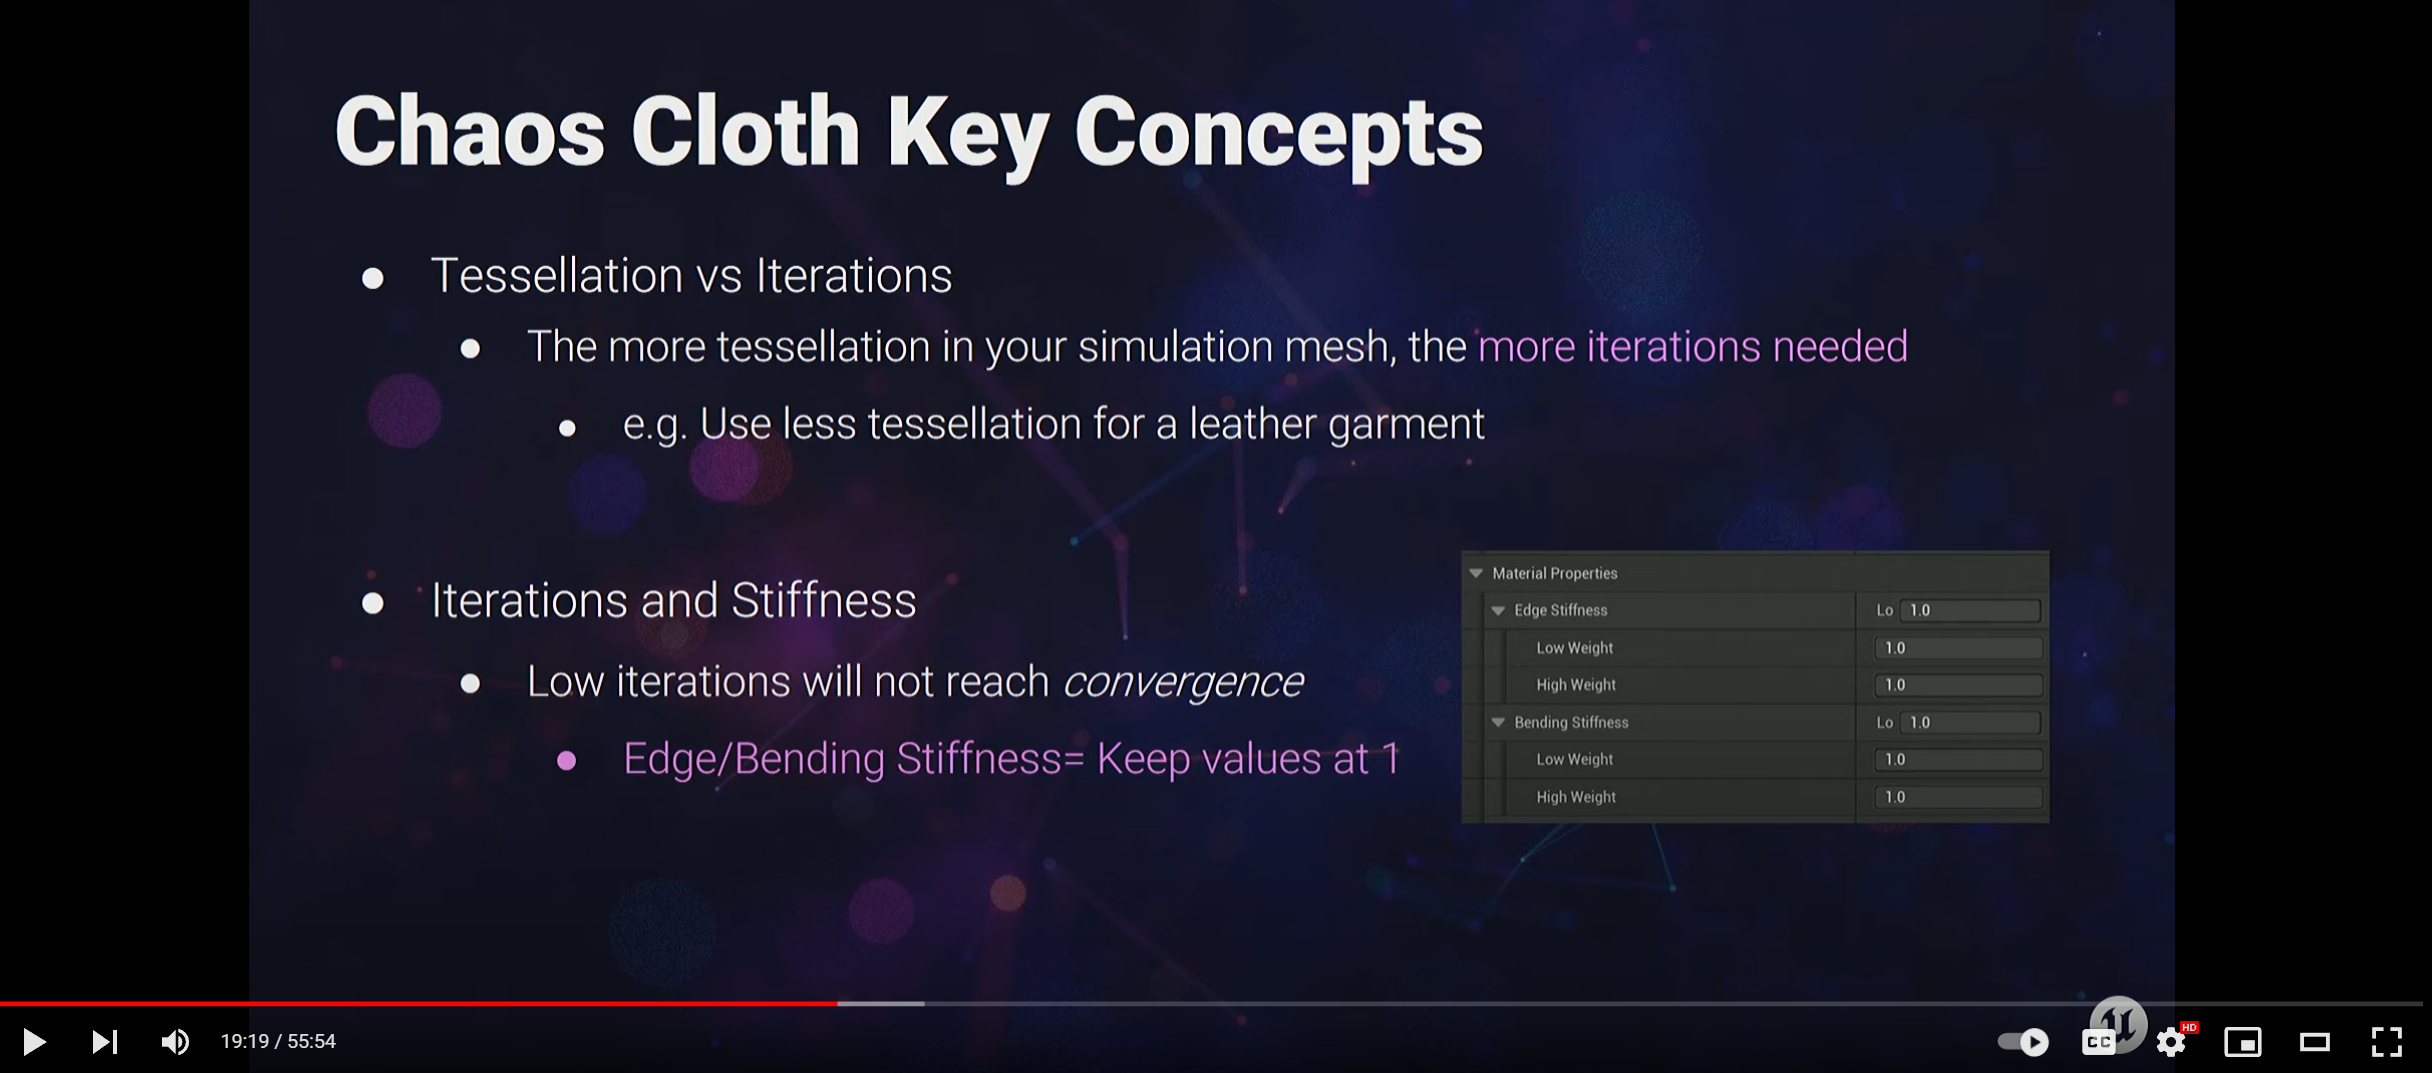 Chaos Cloth Key Concepts
Tessellation vs Iterations
The more tessellation in your simulation mesh, the more iterations needed
e.g. Use less tessellation for a leather garment
Iterations and Stiffness
Low iterations will not reach convergence
Edge/Bending Stiffness= Keep values at 1
Material Properties
Edge Stiffness Lo 1.0
Low Weight 1.0
High Weight 1.0
Bending Stiffness Lo 1.0
Low Weight 1.0
High Weight 1.0
19:19 / 55:54
CC HD